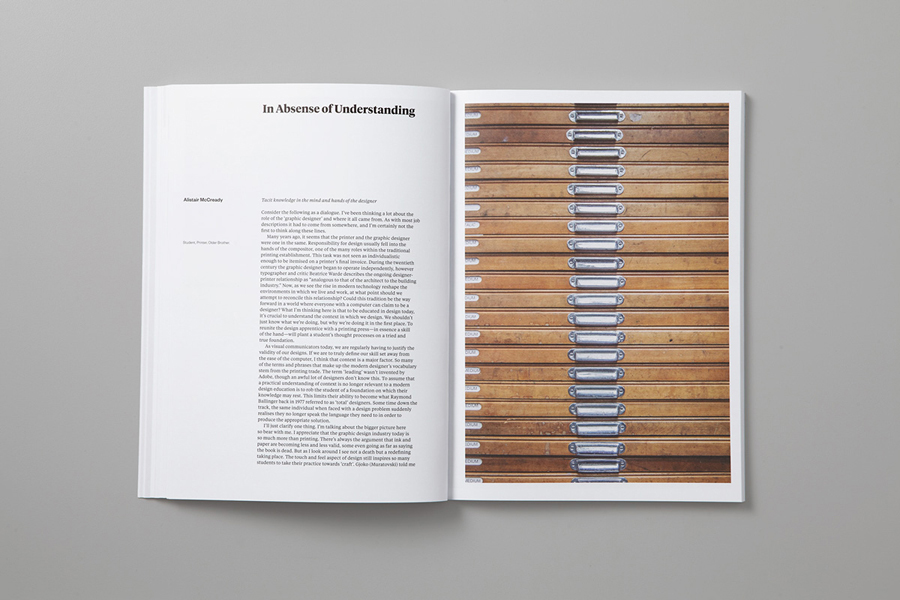 In Absense of Understanding
Alistair McCready
Student, Printer, Older Brother
Tacit knowledge in the mind and hands of the designer
Consider the following as a dialogue. I've been thinking a lot about the
role of the 'graphic designer' and where it all came from. As with most job
descriptions it had to come from somewhere, and I'm certainly not the
first to think along these lines.
Many years ago, it seems that the printer and the graphic designer
were one in the same. Responsibility for design usually fell into the
hands of the compositor, one of the many roles within the traditional
printing establishment. This task was not seen as individualistic
enough to be itemised on a printer's final invoice. During the twentieth
century the graphic designer began to operate independently, however
typographer and critic Beatrice Warde describes the ongoing designer-
printer relationship as "analogous to that of the architect to the building
industry." Now, as we see the rise in modern technology reshape the
environments in which we live and work, at what point should we
attempt to reconcile this relationship? Could this tradition be the way
forward in a world where everyone with a computer can claim to be a
designer? What I'm thinking here is that to be educated in design today,
it's crucial to understand the context in which we design. We shouldn't
just know what we're doing, but why we're doing it in the first place. To
reunite the design apprentice with a printing press—in essence a skill
of the hand—will plant a student's thought processes on a tried and
true foundation.
As visual communicators today, we are regularly having to justify the
validity of our designs. If we are to truly define our skill set away from
the ease of the computer, I think that context is a major factor. So many
of the terms and phrases that make up the modern designer's vocabulary
stem from the printing trade. The term 'leading' wasn't invented by
Adobe, though an awful lot of designers don't know this. To assume that
a practical understanding of context is no longer relevant to a modern
design education is to rob the student of a foundation on which their
knowledge may rest. This limits their ability to become what Raymond
Ballinger back in 1977 referred to as 'total' designers. Some time down the
track, the same individual when faced with a design problem suddenly
realises they no longer speak the language they need to in order to
produce the appropriate solution.
I'll just clarify one thing, I'm talking about the bigger picture here
so bear with me. I appreciate that the graphic design industry today is
so much more than printing. There's always the argument that ink and
paper are becoming less and less valid, some even going as far as saying
the book is dead. But as I look around I see not a death but a redefining
taking place. The touch and feel aspect of design still inspires so many
students to take their practice towards 'craft'. Gjoko (Muratovski) told me